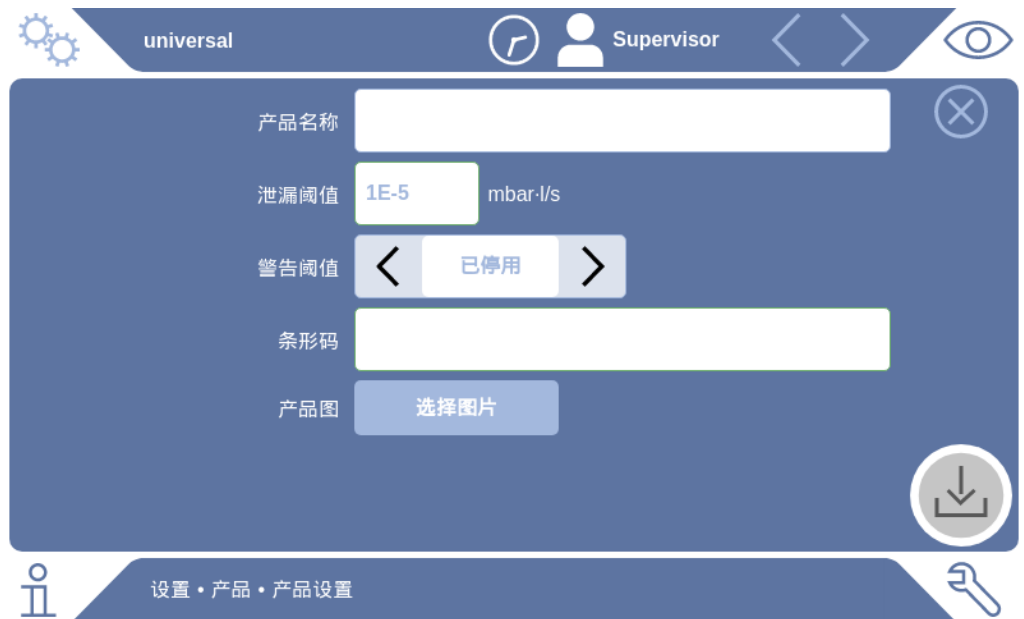 universal
Supervisor
产品名称
泄漏阈值 1E-5 mbar·l/s
警告阈值 已停用
条形码
产品图 选择图片
设置 • 产品 • 产品设置